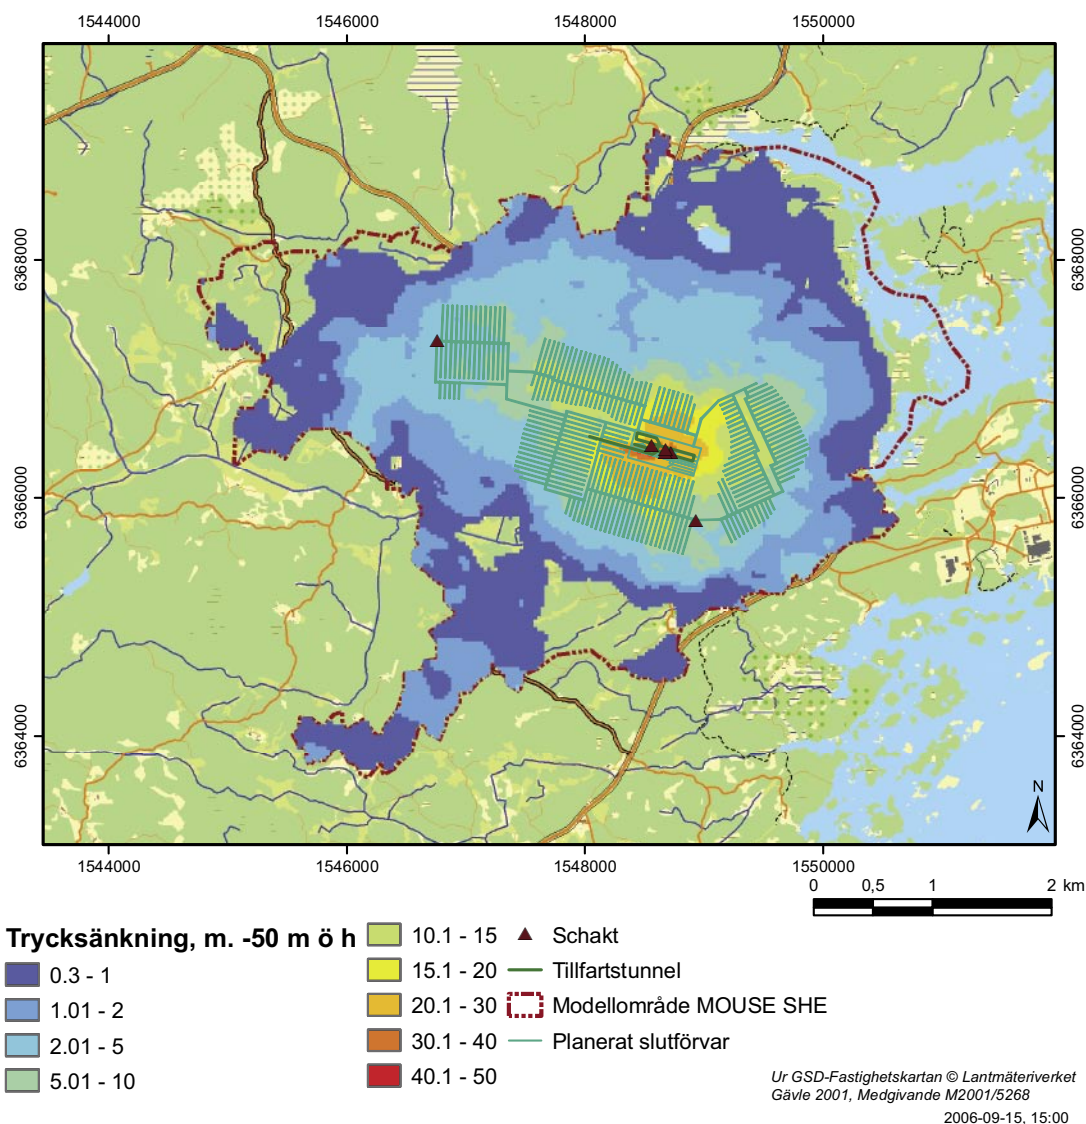 1544000 1546000 1548000 1550000
6368000 6368000
6366000 6366000
6364000 6364000
N
1544000 1546000 1548000 1550000
0 0,5 1 2 km
Trycksänkning, m. -50 m ö h
0.3 - 1
1.01 - 2
2.01 - 5
5.01 - 10
10.1 - 15
15.1 - 20
20.1 - 30
30.1 - 40
40.1 - 50
Schakt
Tillfartstunnel
Modellområde MOUSE SHE
Planerat slutförvar
Ur GSD-Fastighetskartan © Lantmäteriverket
Gävle 2001, Medgivande M2001/5268
2006-09-15, 15:00